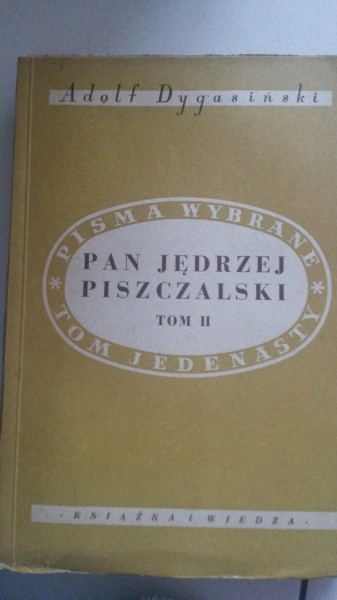 Adolf Dygasiński
* PISMA WYBRANE *
PAN JĘDRZEJ
PISZCZALSKI
TOM II
TOM JEDENASTY
· KSIĄŻKA I WIEDZA ·